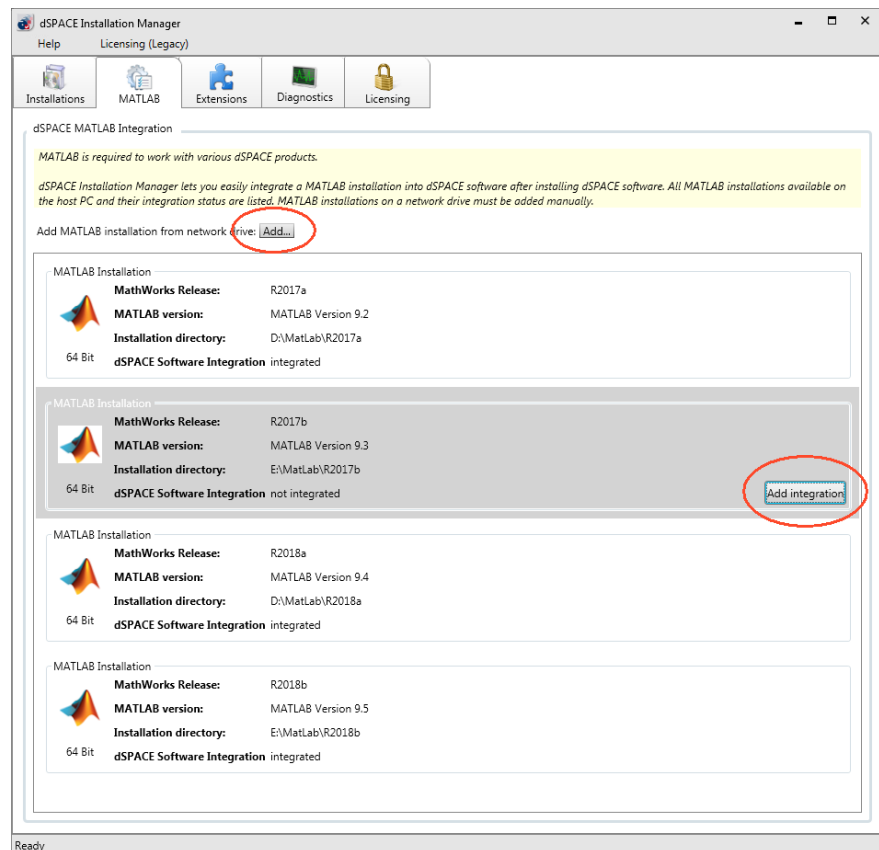 dSPACE Installation Manager
Help Licensing (Legacy)
Installations MATLAB Extensions Diagnostics Licensing
dSPACE MATLAB Integration
MATLAB is required to work with various dSPACE products.
dSPACE Installation Manager lets you easily integrate a MATLAB installation into dSPACE software after installing dSPACE software. All MATLAB installations available on
the host PC and their integration status are listed. MATLAB installations on a network drive must be added manually.
Add MATLAB installation from network drive: Add...
MATLAB Installation
MathWorks Release: R2017a
MATLAB version: MATLAB Version 9.2
Installation directory: D:\MatLab\R2017a
64 Bit dSPACE Software Integration integrated
MATLAB Installation
MathWorks Release: R2017b
MATLAB version: MATLAB Version 9.3
Installation directory: E:\MatLab\R2017b
64 Bit dSPACE Software Integration not integrated Add integration
MATLAB Installation
MathWorks Release: R2018a
MATLAB version: MATLAB Version 9.4
Installation directory: D:\MatLab\R2018a
64 Bit dSPACE Software Integration integrated
MATLAB Installation
MathWorks Release: R2018b
MATLAB version: MATLAB Version 9.5
Installation directory: E:\MatLab\R2018b
64 Bit dSPACE Software Integration integrated
Ready